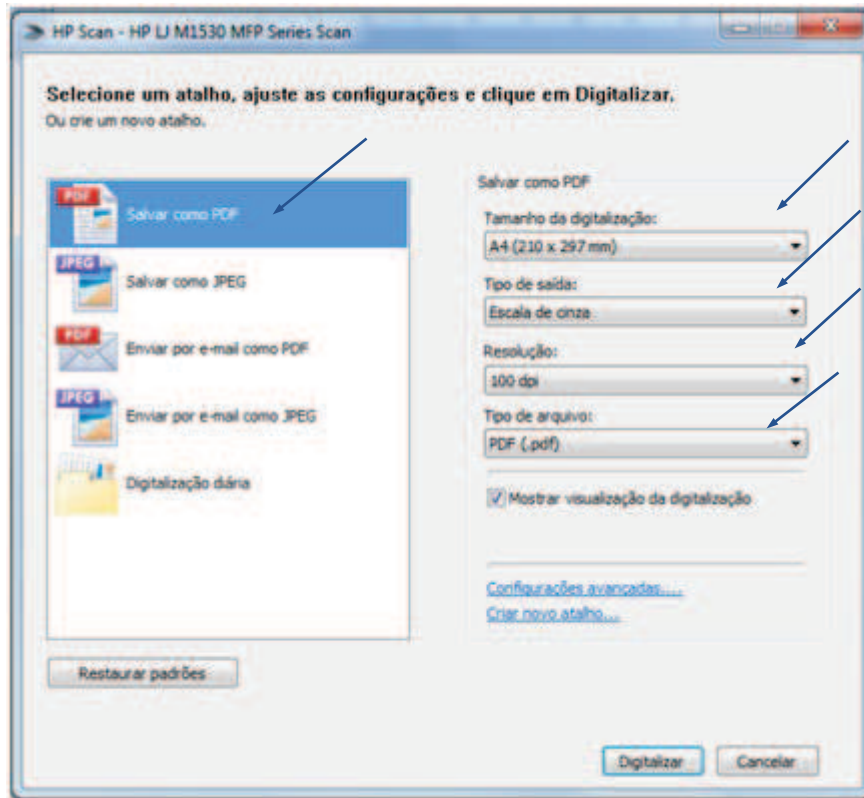 HP Scan - HP LJ M1530 MFP Series Scan
Selecione um atalho, ajuste as configurações e clique em Digitalizar.
Ou crie um novo atalho.
PDF
Salvar como PDF
JPEG
Salvar como JPEG
PDF
Enviar por e-mail como PDF
JPEG
Enviar por e-mail como JPEG
Digitalização diária
Restaurar padrões
Salvar como PDF
Tamanho da digitalização:
A4 (210 x 297 mm)
Tipo de saída:
Escala de cinza
Resolução:
100 dpi
Tipo de arquivo:
PDF (.pdf)
Mostrar visualização da digitalização
Configurações avançadas....
Criar novo atalho...
Digitalizar
Cancelar